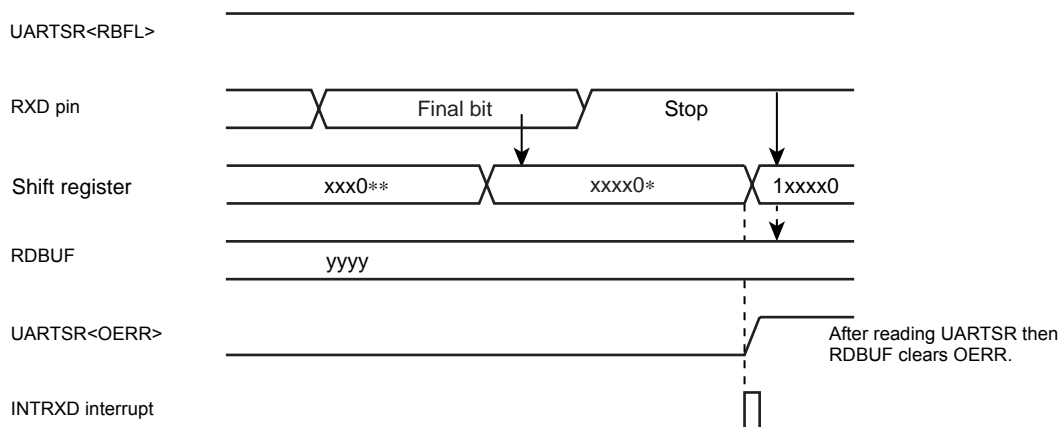 UARTSR<RBFL>
RXD pin
Final bit
Stop
Shift register
xxx0**
xxxx0*
1xxxx0
RDBUF
yyyy
UARTSR<OERR>
After reading UARTSR then
RDBUF clears OERR.
INTRXD interrupt